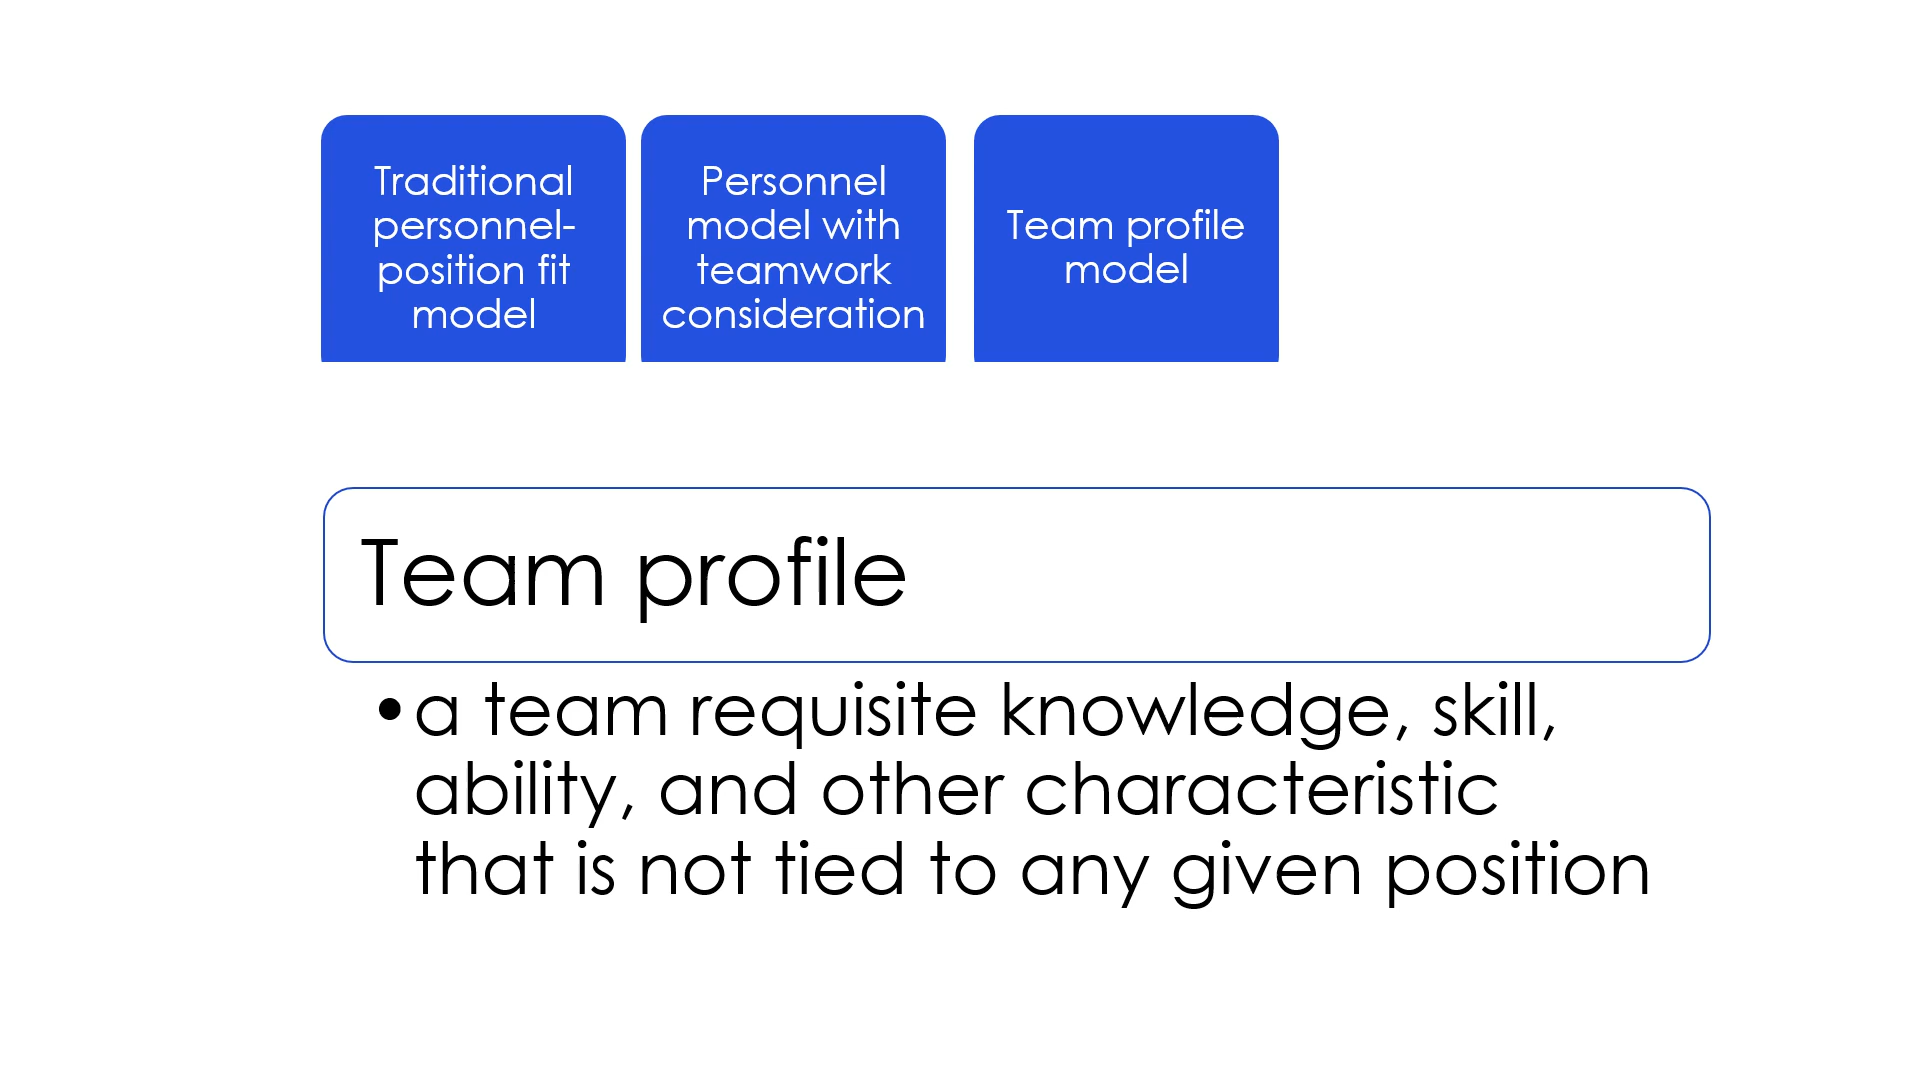 Traditional
personnel-
position fit
model
Personnel
model with
teamwork
consideration
Team profile
model
Team profile
•a team requisite knowledge, skill,
ability, and other characteristic
that is not tied to any given position